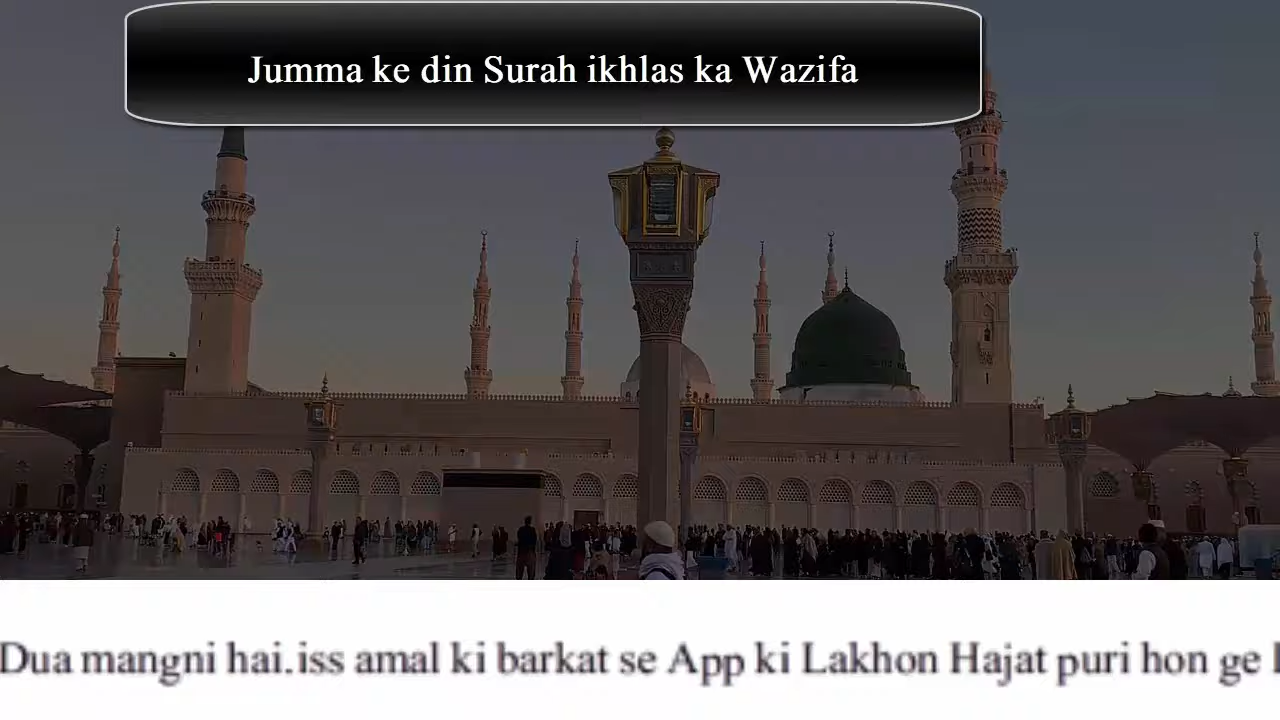 Jumma ke din Surah ikhlas ka Wazifa
Dua mangni hai.iss amal ki barkat se App ki Lakhon Hajat puri hon ge